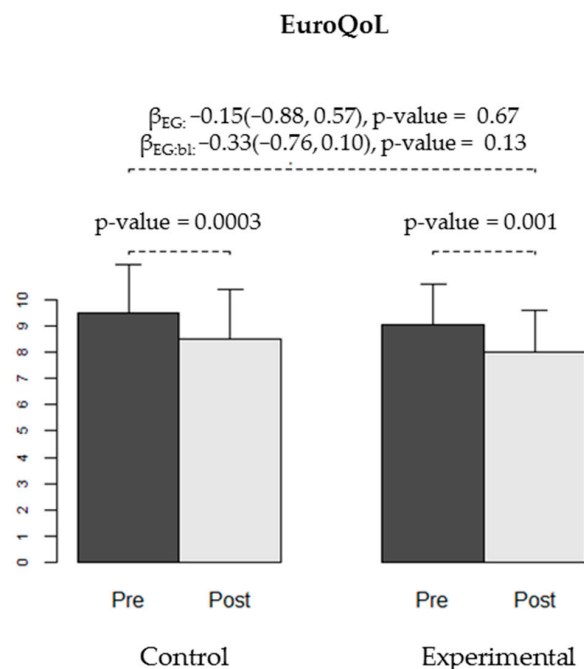 EuroQoL
βEG: −0.15(−0.88, 0.57), p-value = 0.67
βEG:bl: −0.33(−0.76, 0.10), p-value = 0.13
p-value = 0.0003 p-value = 0.001
10
9
8
7
6
5
4
3
2
1
0
Pre Post Pre Post
Control Experimental